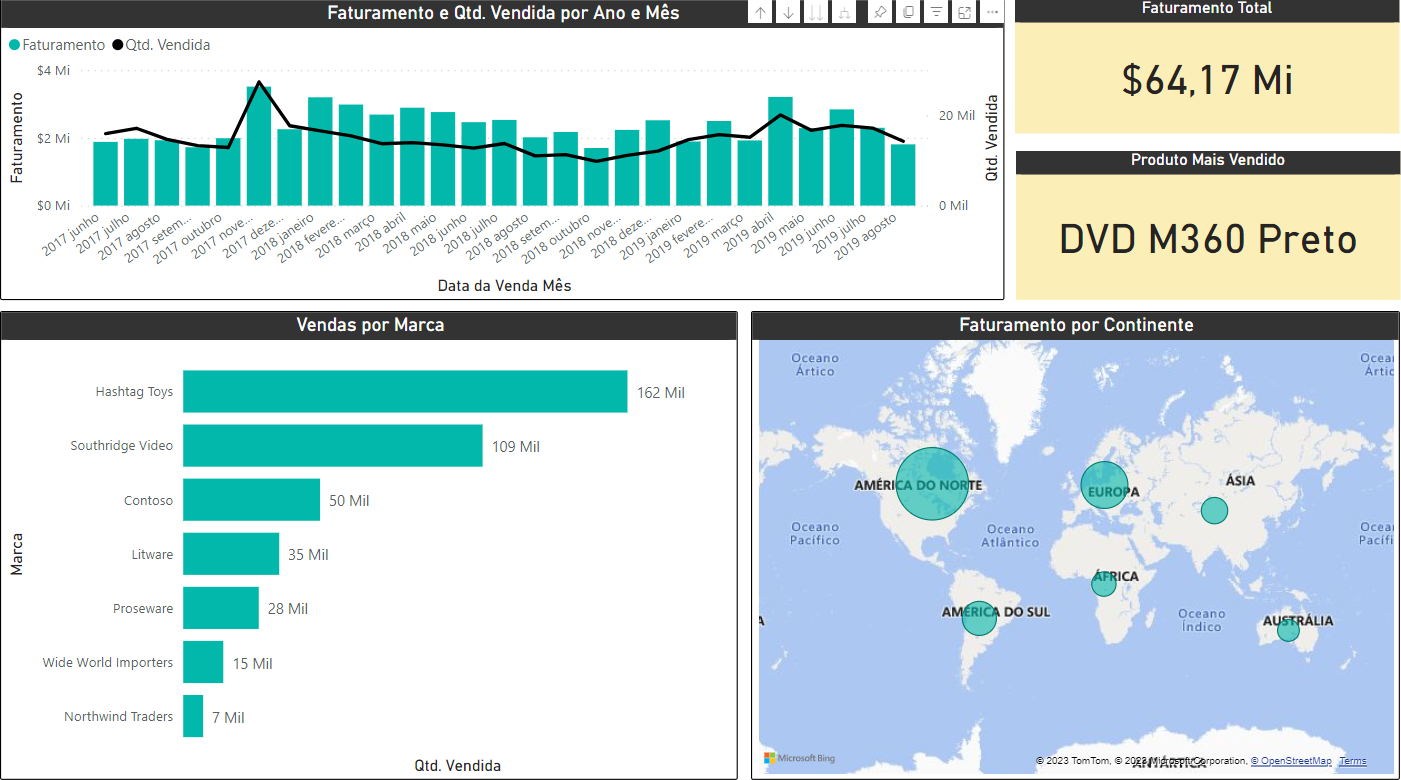 Faturamento e Qtd. Vendida por Ano e Mês
Faturamento Qtd. Vendida
$4 Mi
$2 Mi
$0 Mi
Faturamento
20 Mil
0 Mil
Qtd. Vendida
2017 junho
2017 julho
2017 agosto
2017 setem...
2017 outubro
2017 nove...
2017 deze...
2018 janeiro
2018 fevere...
2018 março
2018 abril
2018 maio
2018 junho
2018 julho
2018 agosto
2018 setem...
2018 outubro
2018 nove...
2018 deze...
2019 janeiro
2019 fevere...
2019 março
2019 abril
2019 maio
2019 junho
2019 julho
2019 agosto
Data da Venda Mês
Faturamento Total
$64,17 Mi
Produto Mais Vendido
DVD M360 Preto
Vendas por Marca
Marca
Hashtag Toys 162 Mil
Southridge Video 109 Mil
Contoso 50 Mil
Litware 35 Mil
Proseware 28 Mil
Wide World Importers 15 Mil
Northwind Traders 7 Mil
Qtd. Vendida
Faturamento por Continente
Oceano
Ártico
Ocea
Ártic
AMÉRICA DO NORTE
EUROPA
ÁSIA
Oceano
Pacífico
Oceano
Atlântico
Ocea
Pacífi
ÁFRICA
AMÉRICA DO SUL
Oceano
Índico
AUSTRÁLIA
A
ANTÁRTICA
Microsoft Bing
© 2023 TomTom, © 2023 Microsoft Corporation, © OpenStreetMap Terms